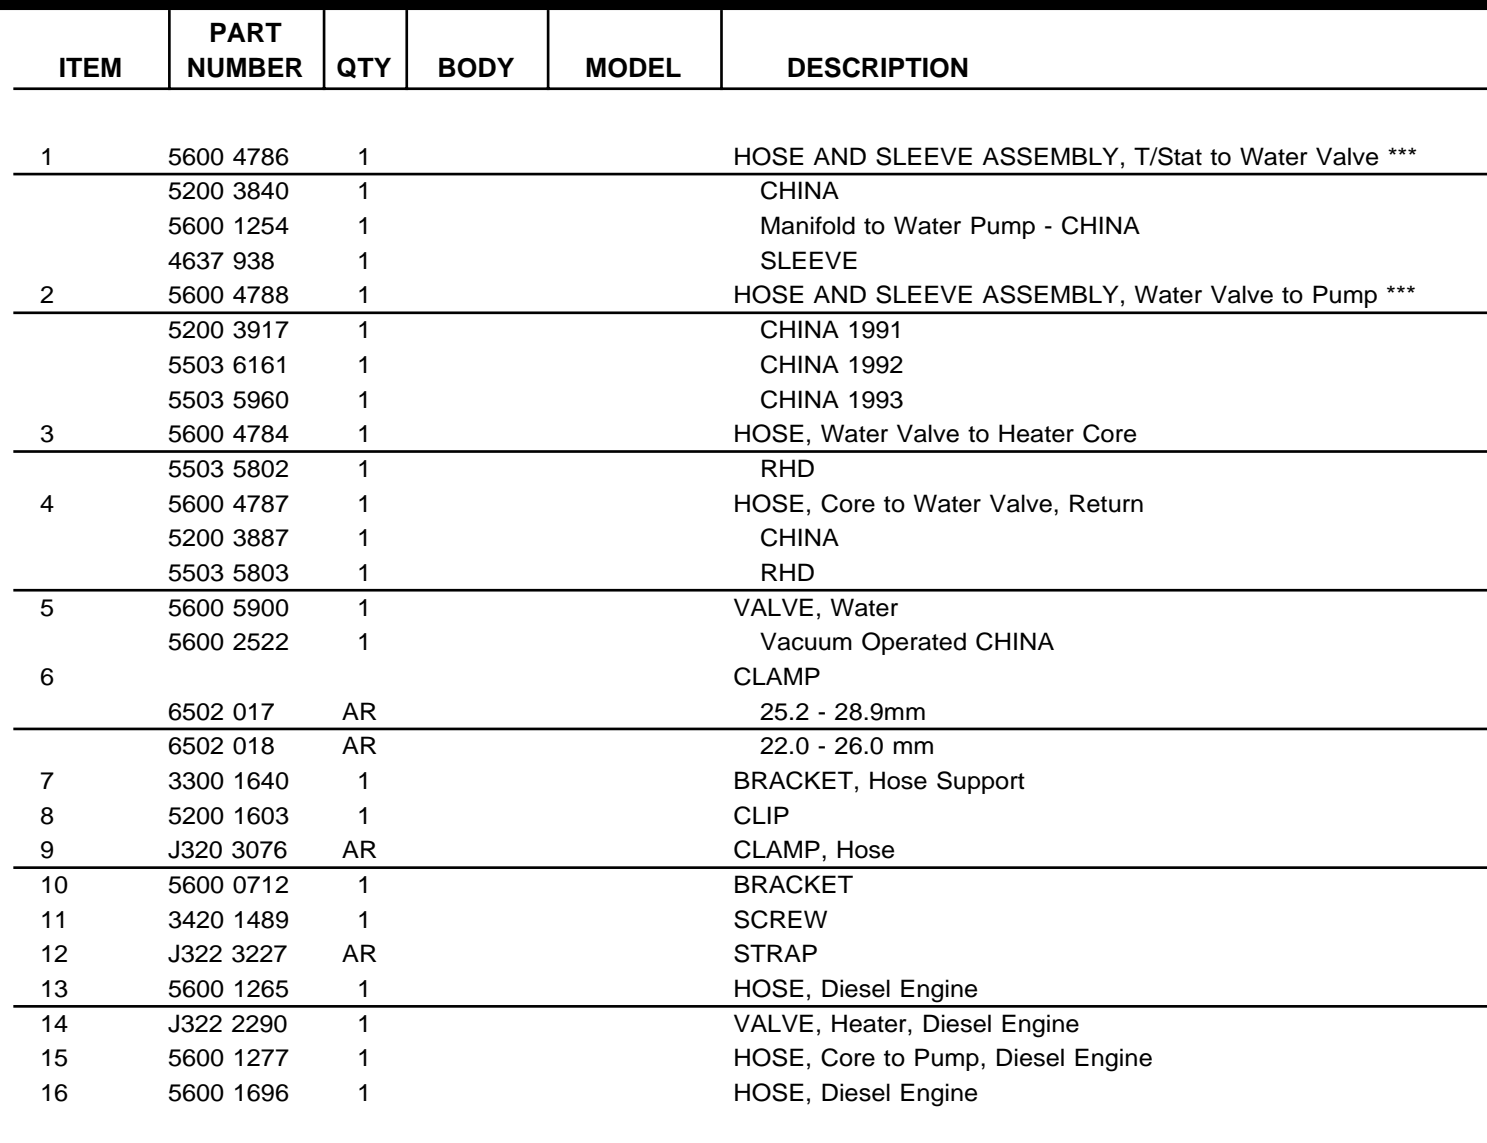 PART
ITEM NUMBER QTY BODY MODEL DESCRIPTION
1 5600 4786 1 HOSE AND SLEEVE ASSEMBLY, T/Stat to Water Valve ***
5200 3840 1 CHINA
5600 1254 1 Manifold to Water Pump - CHINA
4637 938 1 SLEEVE
2 5600 4788 1 HOSE AND SLEEVE ASSEMBLY, Water Valve to Pump ***
5200 3917 1 CHINA 1991
5503 6161 1 CHINA 1992
5503 5960 1 CHINA 1993
3 5600 4784 1 HOSE, Water Valve to Heater Core
5503 5802 1 RHD
4 5600 4787 1 HOSE, Core to Water Valve, Return
5200 3887 1 CHINA
5503 5803 1 RHD
5 5600 5900 1 VALVE, Water
5600 2522 1 Vacuum Operated CHINA
6 CLAMP
6502 017 AR 25.2 - 28.9mm
6502 018 AR 22.0 - 26.0 mm
7 3300 1640 1 BRACKET, Hose Support
8 5200 1603 1 CLIP
9 J320 3076 AR CLAMP, Hose
10 5600 0712 1 BRACKET
11 3420 1489 1 SCREW
12 J322 3227 AR STRAP
13 5600 1265 1 HOSE, Diesel Engine
14 J322 2290 1 VALVE, Heater, Diesel Engine
15 5600 1277 1 HOSE, Core to Pump, Diesel Engine
16 5600 1696 1 HOSE, Diesel Engine